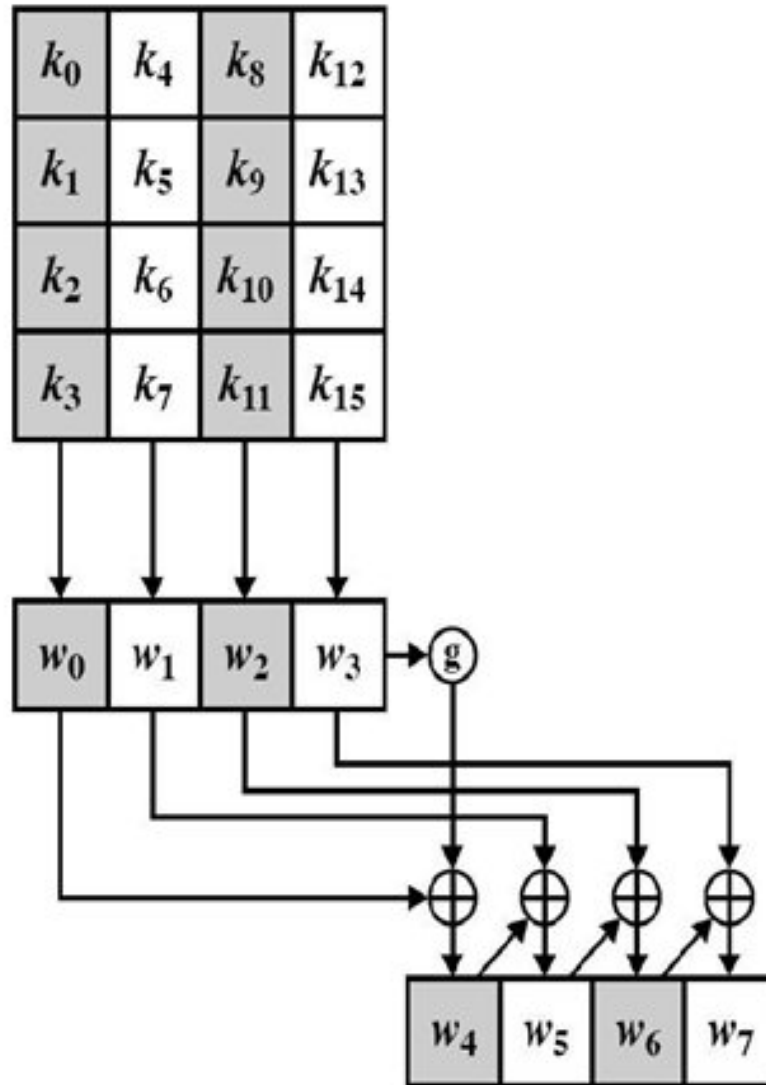 k₀ k₄ k₈ k₁₂
k₁ k₅ k₉ k₁₃
k₂ k₆ k₁₀ k₁₄
k₃ k₇ k₁₁ k₁₅
w₀ w₁ w₂ w₃ g
w₄ w₅ w₆ w₇